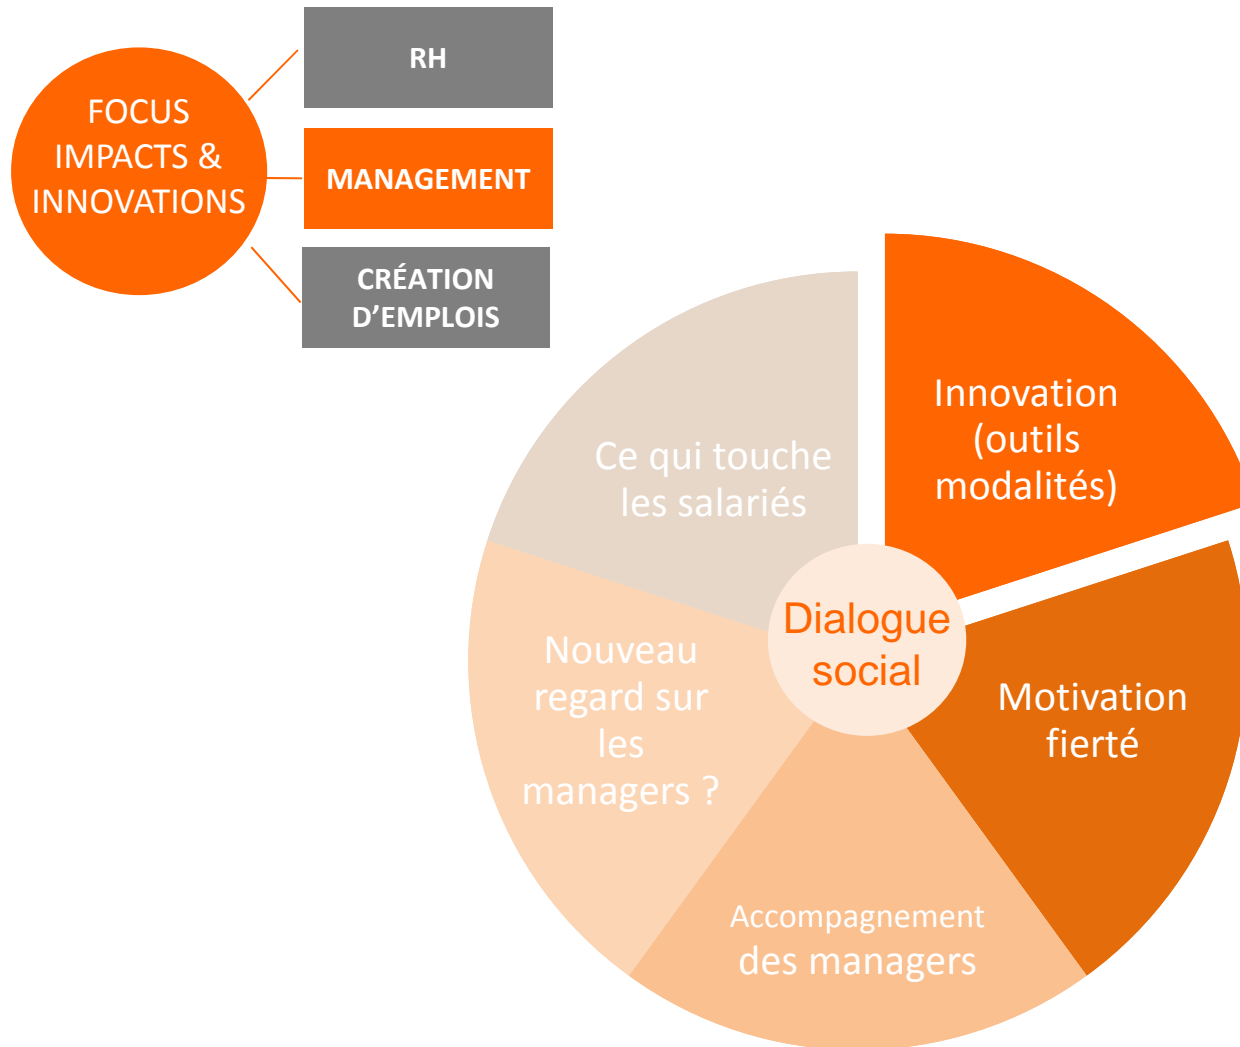 FOCUS
IMPACTS &
INNOVATIONS
RH
MANAGEMENT
CRÉATION
D’EMPLOIS
Innovation
(outils
modalités)
Motivation
fierté
Accompagnement
des managers
Nouveau
regard sur
les
managers ?
Ce qui touche
les salariés
Dialogue
social